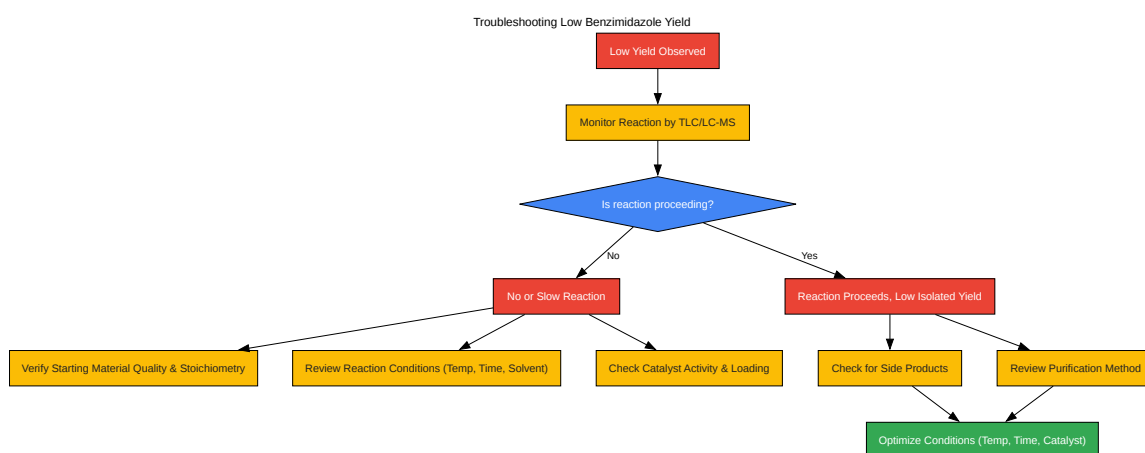 Troubleshooting Low Benzimidazole Yield
Low Yield Observed
Monitor Reaction by TLC/LC-MS
Is reaction proceeding?
No
Yes
No or Slow Reaction
Reaction Proceeds, Low Isolated Yield
Verify Starting Material Quality & Stoichiometry
Review Reaction Conditions (Temp, Time, Solvent)
Check Catalyst Activity & Loading
Check for Side Products
Review Purification Method
Optimize Conditions (Temp, Time, Catalyst)